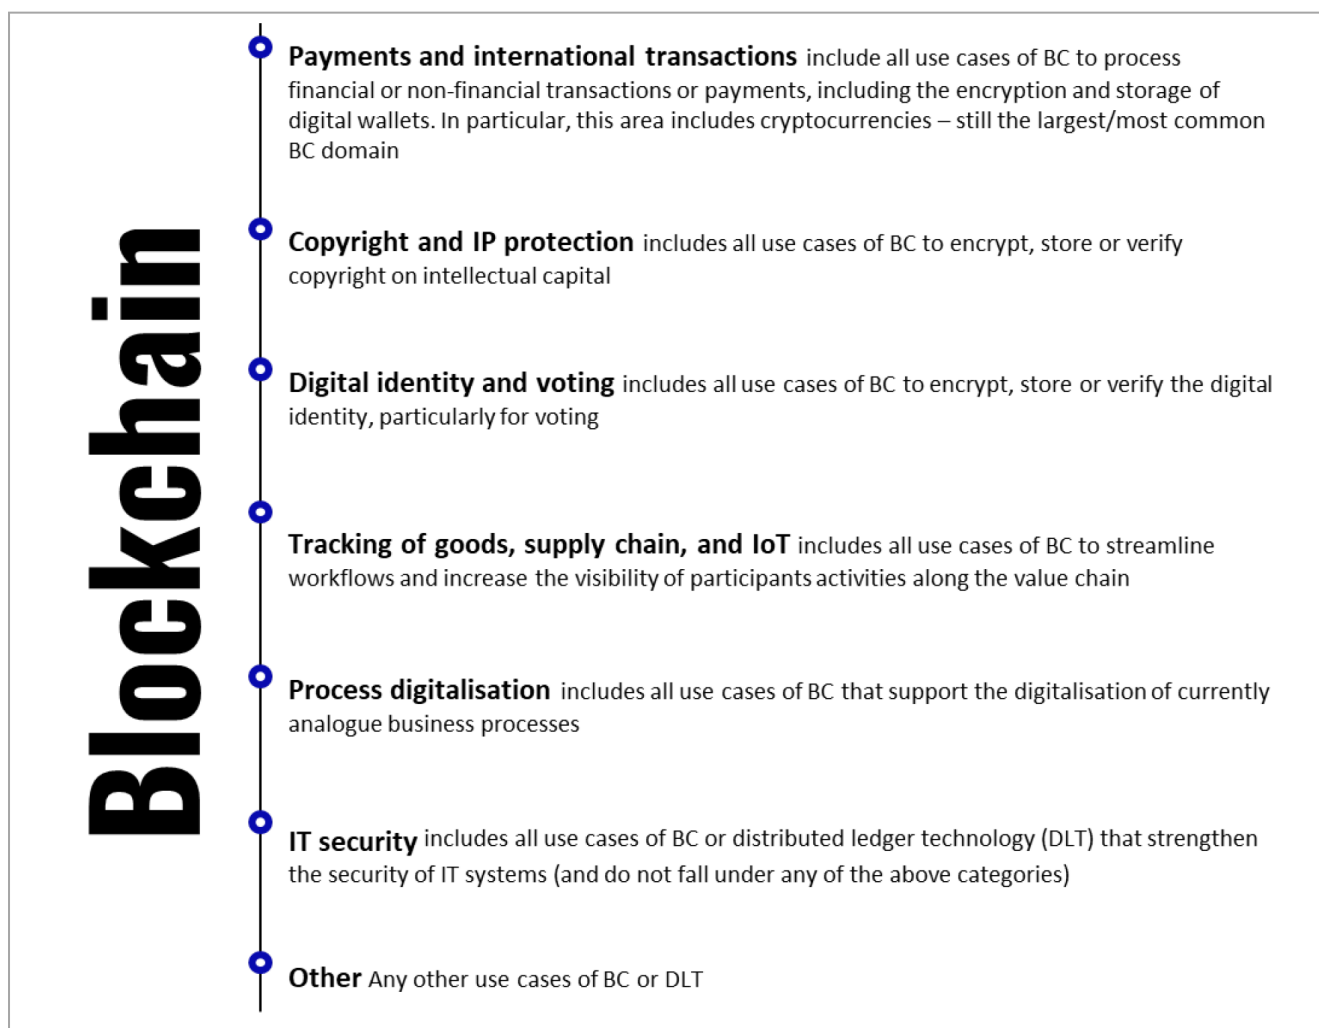 Blockchain
Payments and international transactions include all use cases of BC to process
financial or non-financial transactions or payments, including the encryption and storage of
digital wallets. In particular, this area includes cryptocurrencies – still the largest/most common
BC domain
Copyright and IP protection includes all use cases of BC to encrypt, store or verify
copyright on intellectual capital
Digital identity and voting includes all use cases of BC to encrypt, store or verify the digital
identity, particularly for voting
Tracking of goods, supply chain, and IoT includes all use cases of BC to streamline
workflows and increase the visibility of participants activities along the value chain
Process digitalisation includes all use cases of BC that support the digitalisation of currently
analogue business processes
IT security includes all use cases of BC or distributed ledger technology (DLT) that strengthen
the security of IT systems (and do not fall under any of the above categories)
Other Any other use cases of BC or DLT